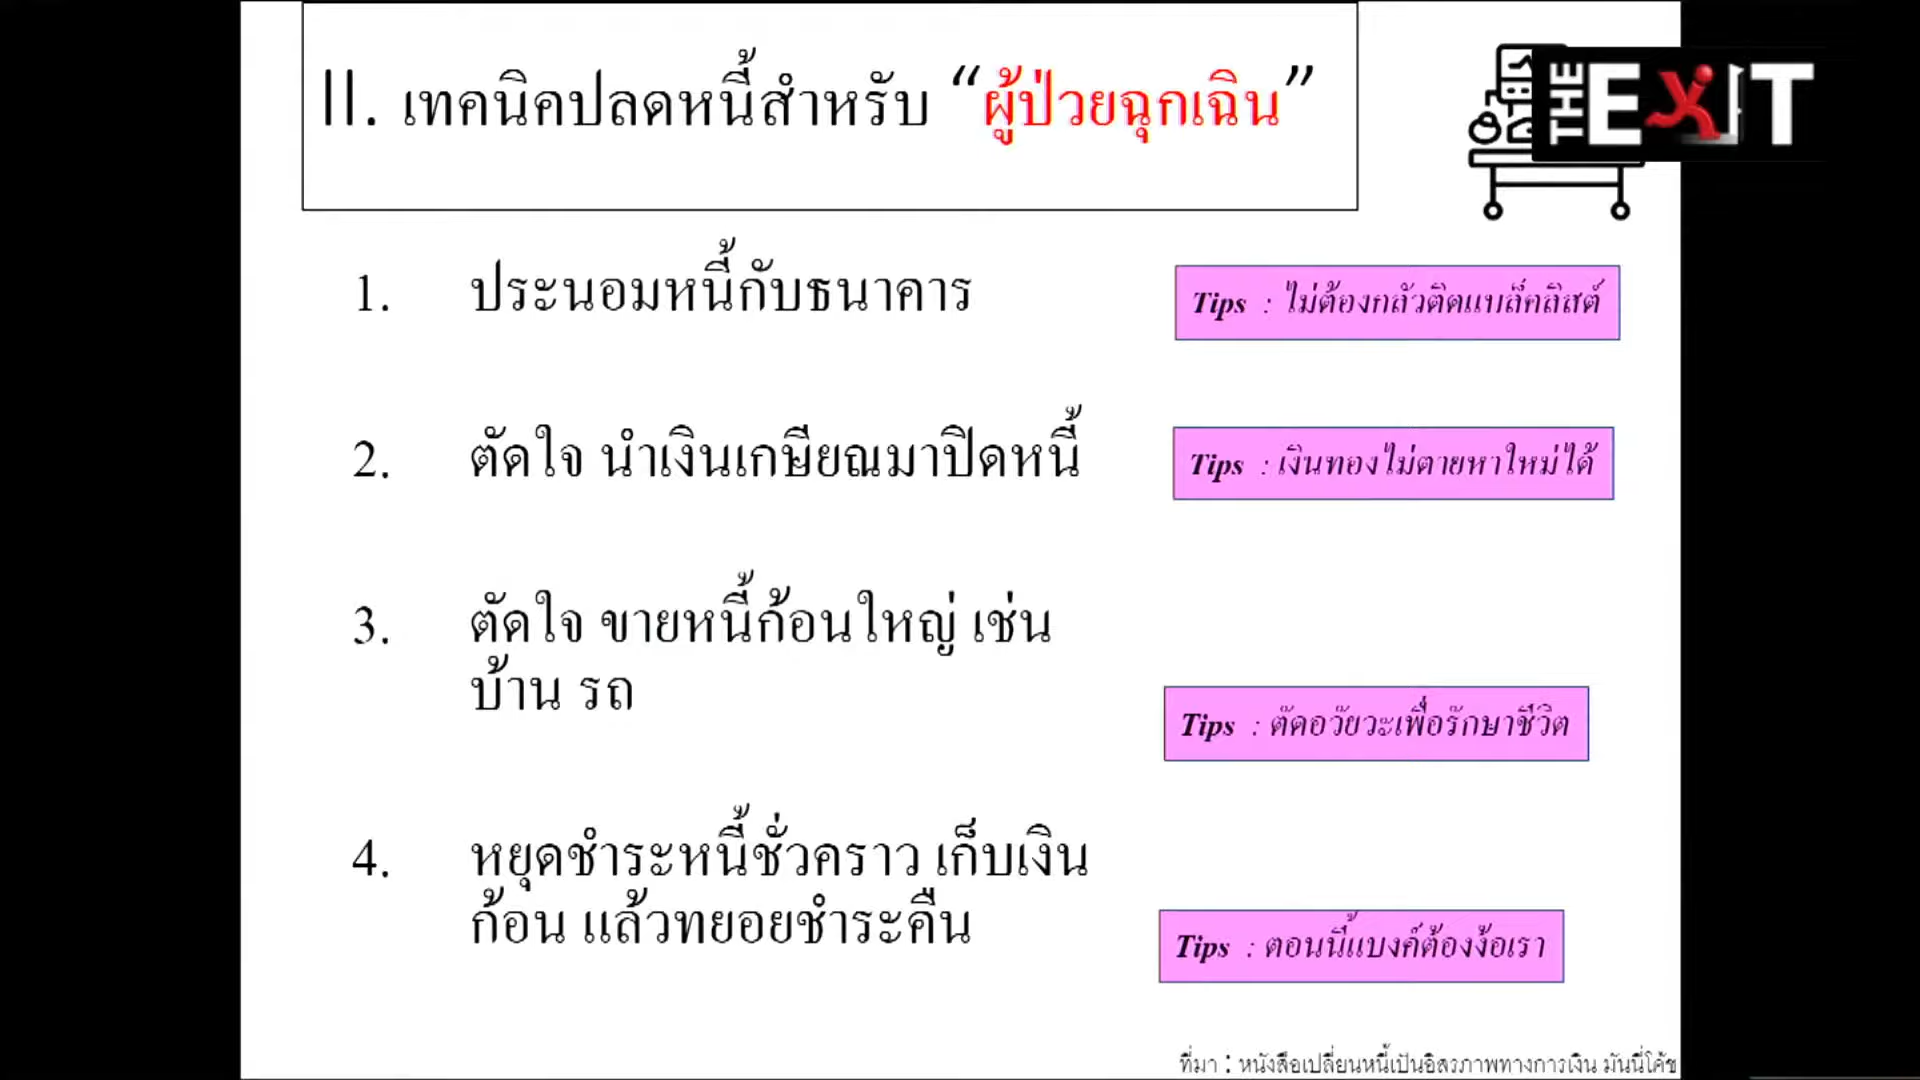 II. เทคนิคปลดหนี้สำหรับ “ผู้ป่วยฉุกเฉิน”
THE EXIT
1. ประนอมหนี้กับธนาคาร
Tips : ไม่ต้องกลัวติดแบล็คลิสต์
2. ตัดใจ นำเงินเกษียณมาปิดหนี้
Tips : เงินทองไม่ตายหาใหม่ได้
3. ตัดใจ ขายหนี้ก้อนใหญ่ เช่น
บ้าน รถ
Tips : ตัดอวัยวะเพื่อรักษาชีวิต
4. หยุดชำระหนี้ชั่วคราว เก็บเงิน
ก้อน แล้วทยอยชำระคืน
Tips : ตอนนี้แบงค์ต้องง้อเรา
ที่มา : หนังสือเปลี่ยนหนี้เป็นอิสรภาพทางการเงิน มันนี่โค้ช